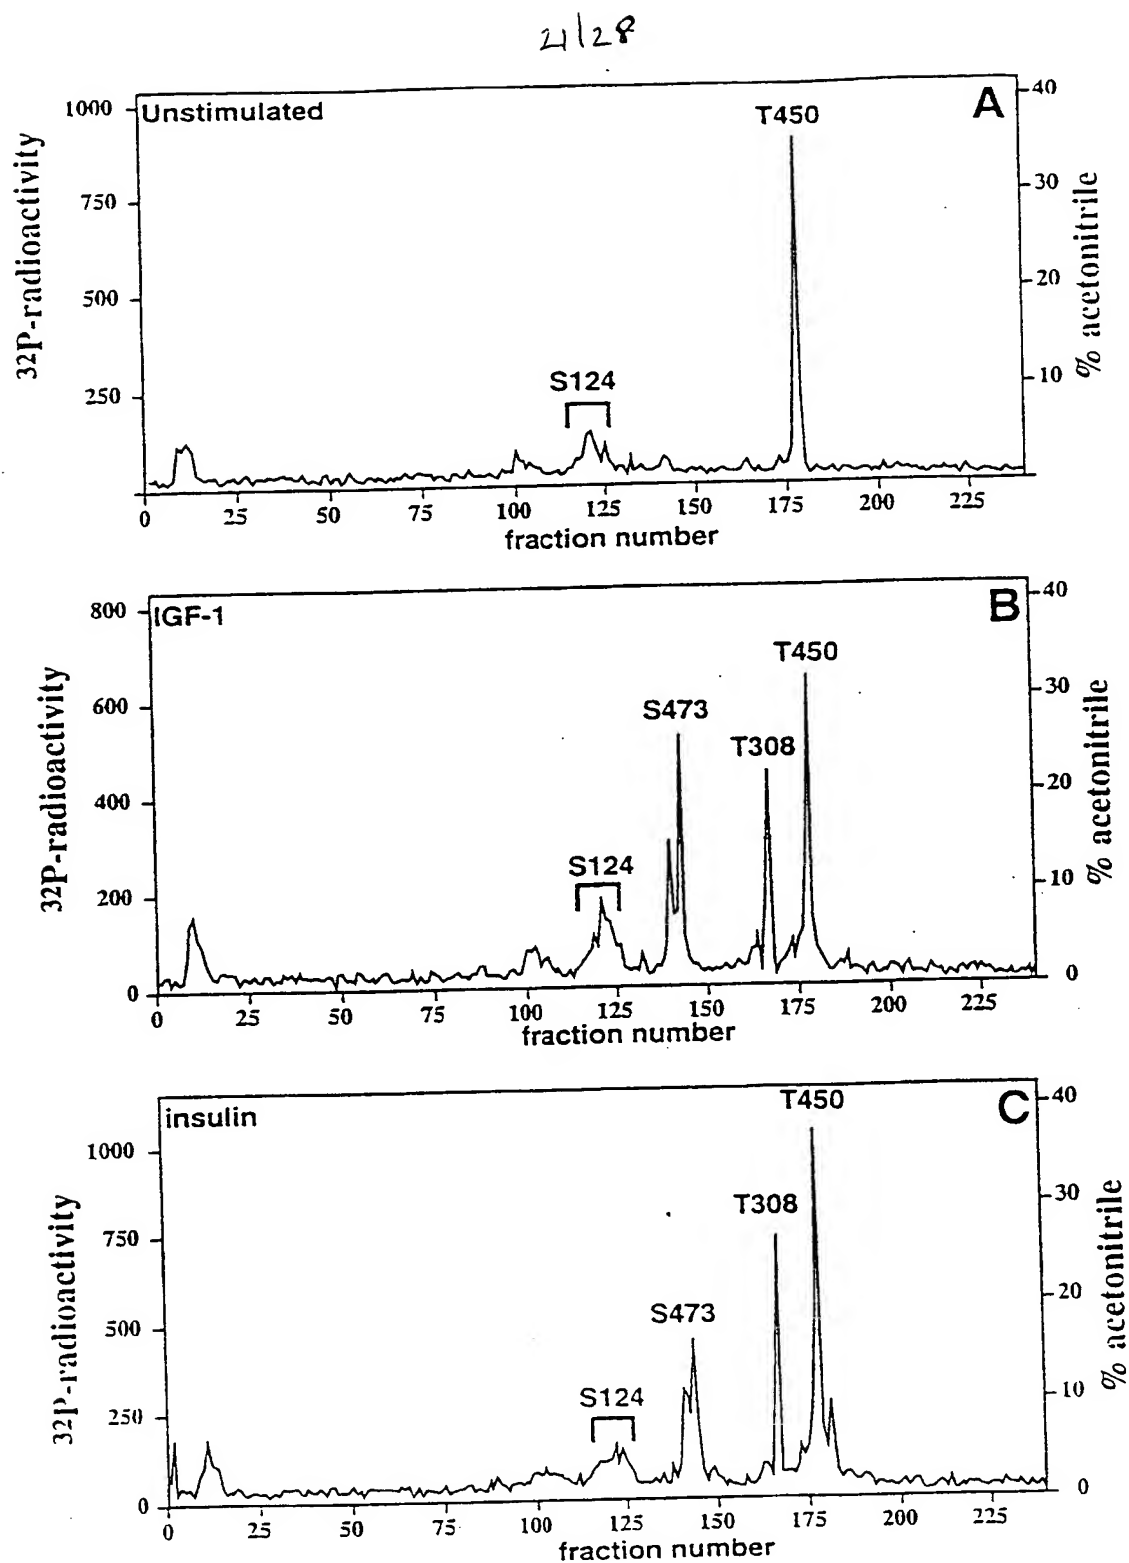 21/28
Unstimulated
A
T450
S124
1000
750
500
250
40
30
20
10
32P-radioactivity
% acetonitrile
0 25 50 75 100 125 150 175 200 225
fraction number
IGF-1
B
T450
S473
T308
S124
800
600
400
200
0
40
30
20
10
0
32P-radioactivity
% acetonitrile
0 25 50 75 100 125 150 175 200 225
fraction number
insulin
C
T450
T308
S473
S124
1000
750
500
250
0
40
30
20
10
0
32P-radioactivity
% acetonitrile
0 25 50 75 100 125 150 175 200 225
fraction number